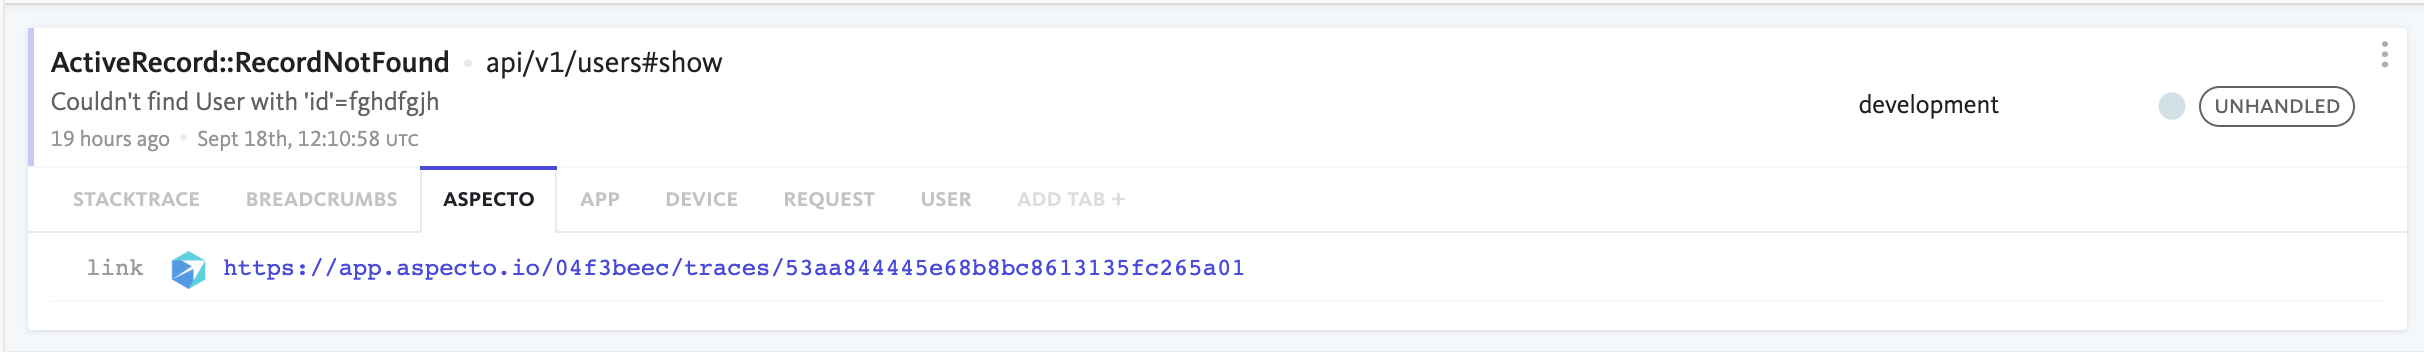 ActiveRecord::RecordNotFound • api/v1/users#show
Couldn't find User with 'id'=fghdfgjh
19 hours ago • Sept 18th, 12:10:58 UTC
development
UNHANDLED
STACKTRACE BREADCRUMBS ASPECTO APP DEVICE REQUEST USER ADD TAB +
link https://app.aspecto.io/04f3beec/traces/53aa844445e68b8bc8613135fc265a01